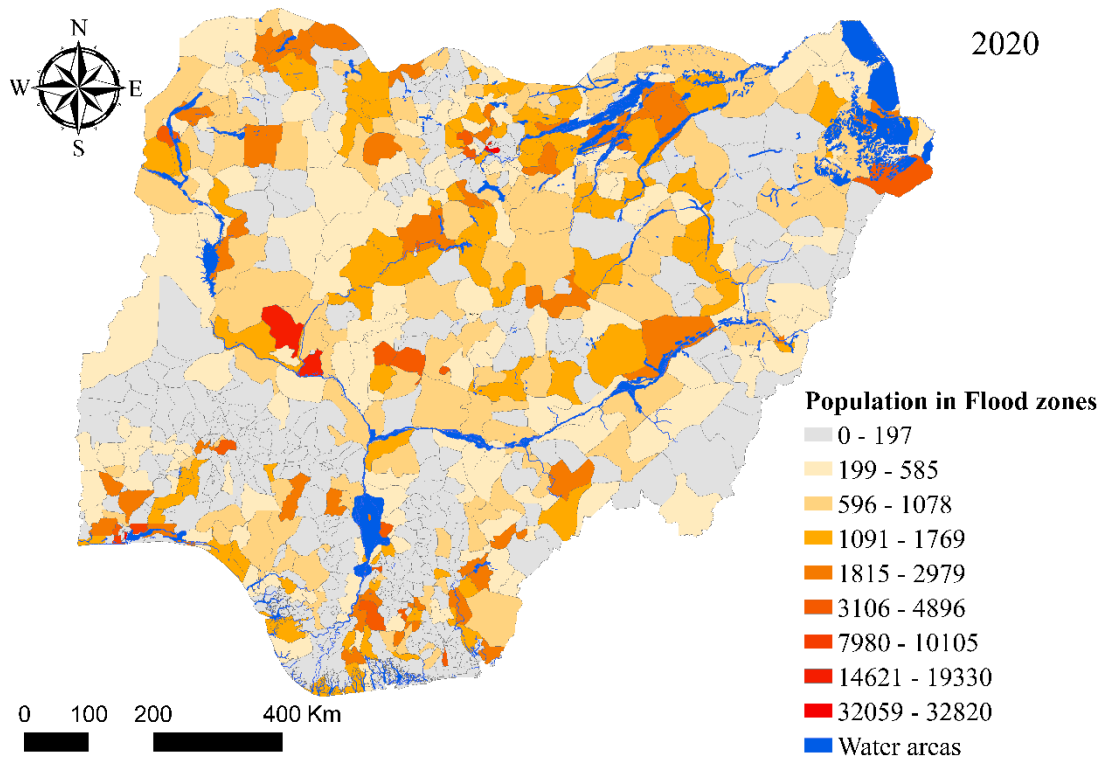 N
2020
W E
S
Population in Flood zones
0 - 197
199 - 585
596 - 1078
1091 - 1769
1815 - 2979
3106 - 4896
7980 - 10105
14621 - 19330
32059 - 32820
Water areas
0 100 200 400 Km